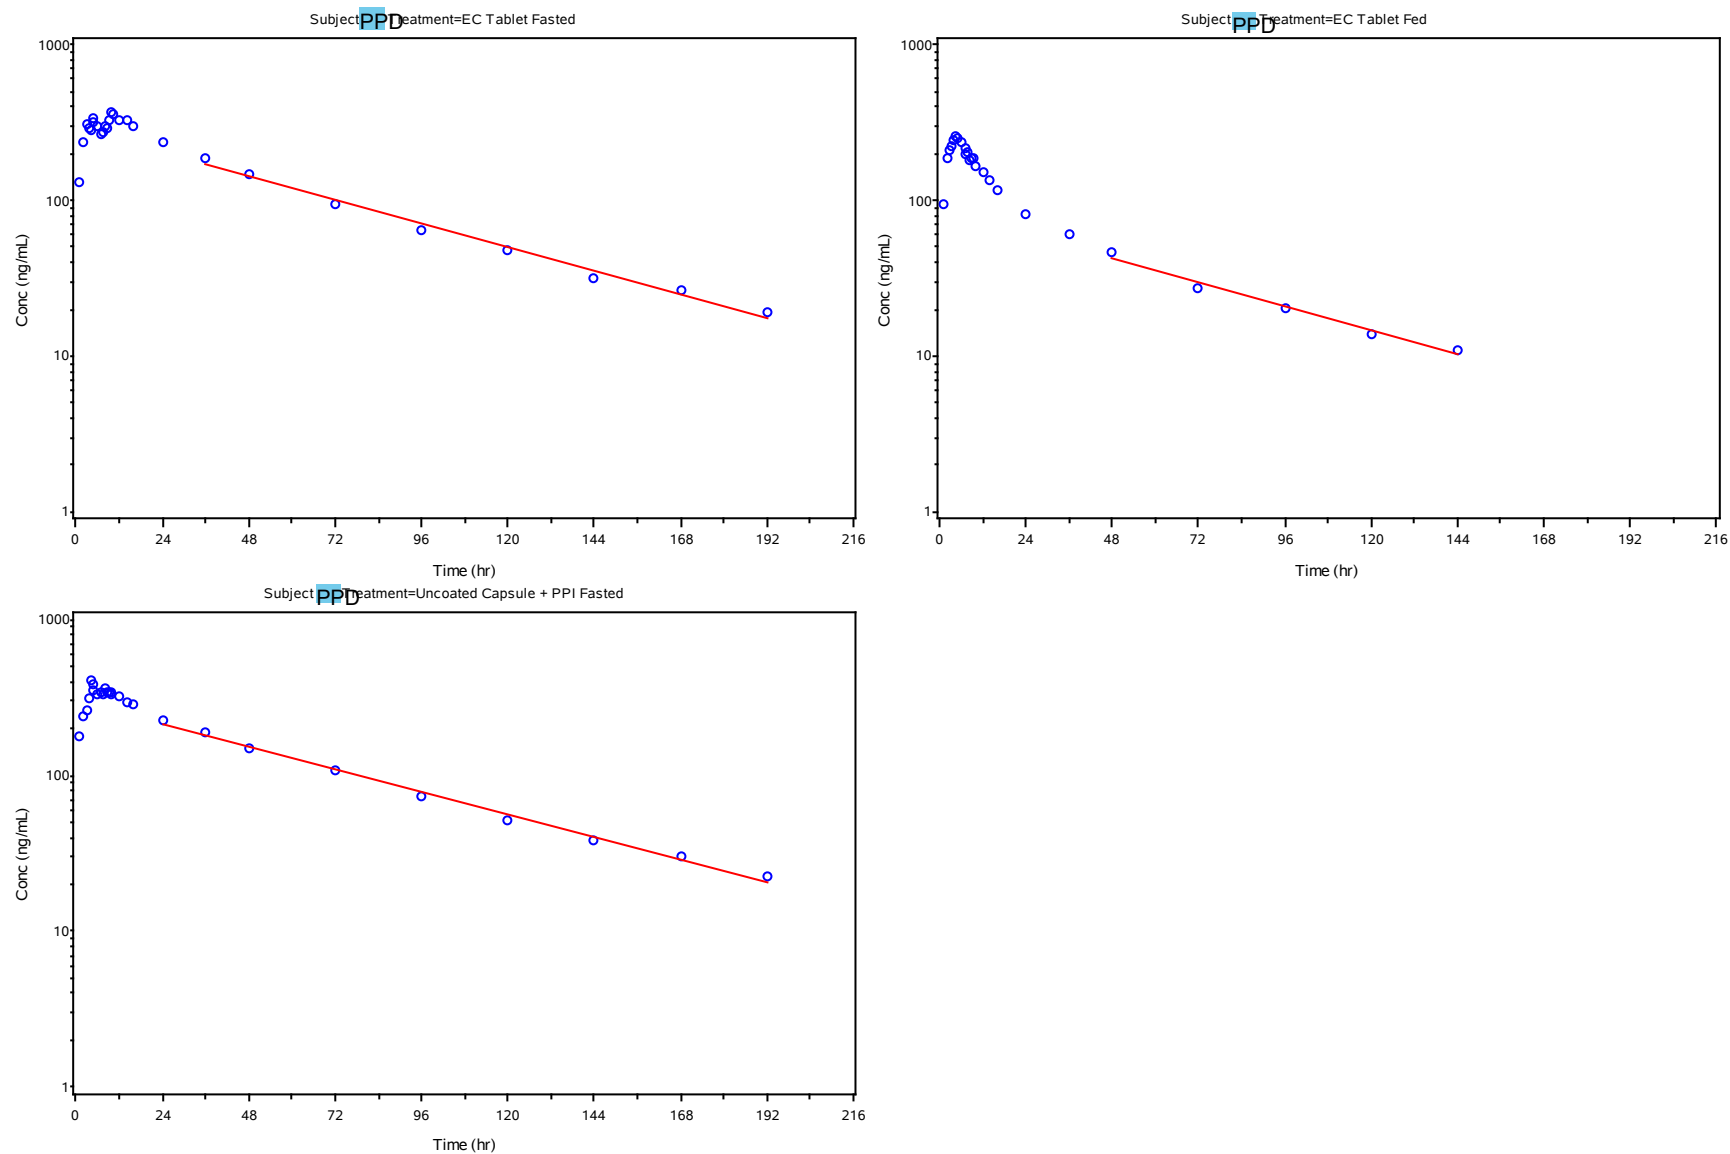 Subject PPD Treatment=EC Tablet Fasted
1000
100
10
1
Conc (ng/mL)
0 24 48 72 96 120 144 168 192 216
Time (hr)
Subject PPD Treatment=EC Tablet Fed
1000
100
10
1
Conc (ng/mL)
0 24 48 72 96 120 144 168 192 216
Time (hr)
Subject PPD Treatment=Uncoated Capsule + PPI Fasted
1000
100
10
1
Conc (ng/mL)
0 24 48 72 96 120 144 168 192 216
Time (hr)